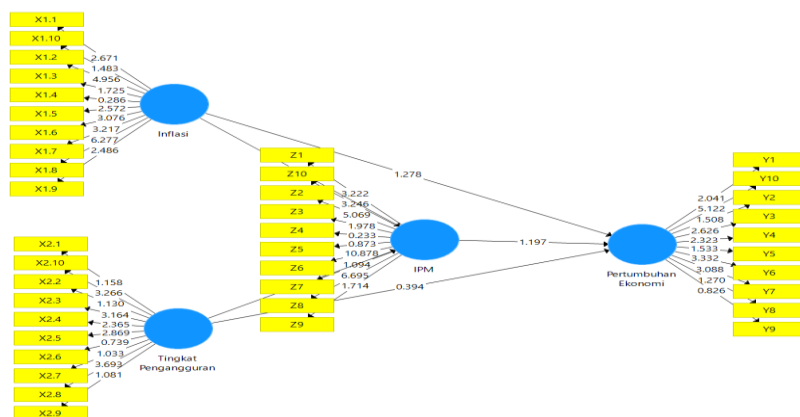 X1.1
X1.10
X1.2
X1.3
X1.4
X1.5
X1.6
X1.7
X1.8
X1.9
2.671
1.483
4.956
1.725
0.286
2.572
3.076
3.217
6.277
2.486
Inflasi
X2.1
X2.10
X2.2
X2.3
X2.4
X2.5
X2.6
X2.7
X2.8
X2.9
1.158
3.266
1.130
3.164
2.365
2.869
0.739
1.033
3.693
1.081
Tingkat
Pengangguran
Z1
Z10
Z2
Z3
Z4
Z5
Z6
Z7
Z8
Z9
3.222
3.246
5.069
1.978
0.233
0.873
10.878
1.094
6.695
1.714
IPM
1.278
1.197
0.394
Pertumbuhan
Ekonomi
2.041
5.122
1.508
2.626
2.323
1.533
3.332
3.088
1.270
0.826
Y1
Y10
Y2
Y3
Y4
Y5
Y6
Y7
Y8
Y9